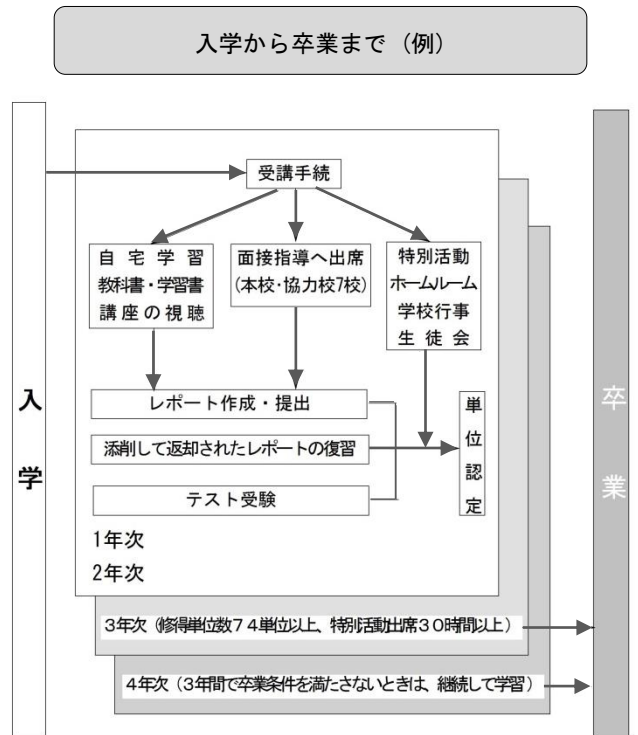 入学から卒業まで（例）
入学
受講手続
自宅学習
教科書・学習書
講座の視聴
面接指導へ出席
(本校・協力校7校)
特別活動
ホームルーム
学校行事
生徒会
レポート作成・提出
添削して返却されたレポートの復習
テスト受験
単位認定
1年次
2年次
3年次（修得単位数７４単位以上、特別活動出席３０時間以上）
4年次（３年間で卒業条件を満たさないときは、継続して学習）
卒業